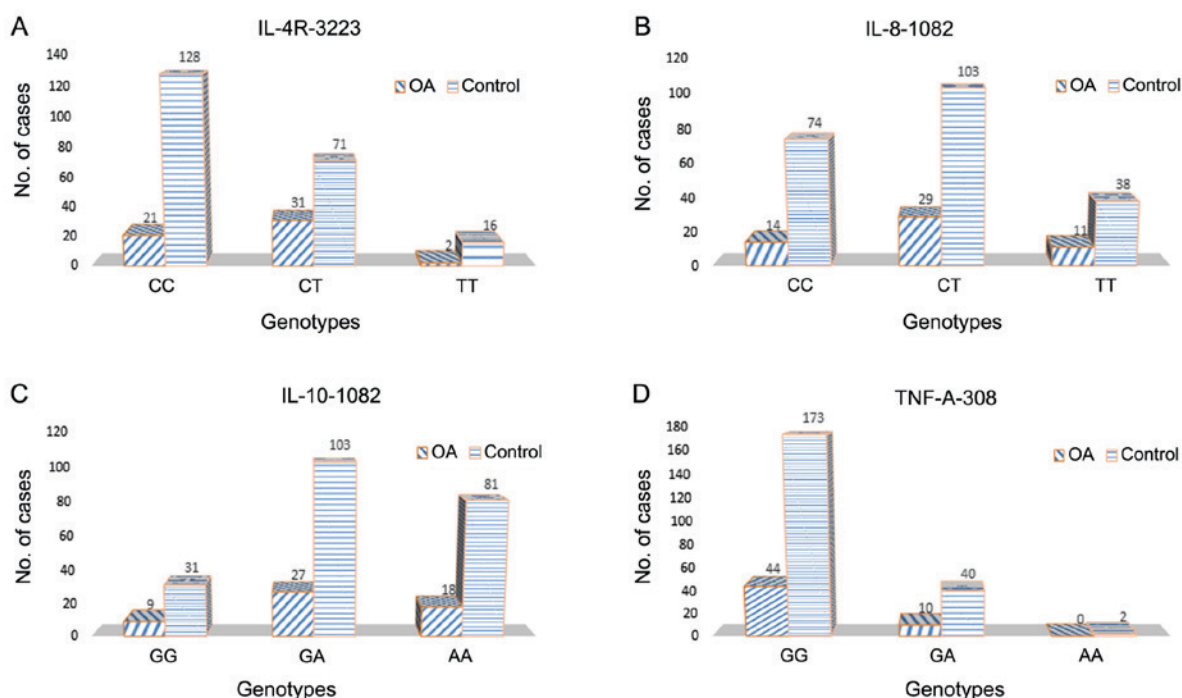 A
IL-4R-3223
140
120
100
80
60
40
20
0
No. of cases
OA Control
128
71
31
21
16
2
CC CT TT
Genotypes
B
IL-8-1082
120
100
80
60
40
20
0
No. of cases
OA Control
103
74
38
29
14
11
CC CT TT
Genotypes
C
IL-10-1082
120
100
80
60
40
20
0
No. of cases
OA Control
103
81
31
27
18
9
GG GA AA
Genotypes
D
TNF-A-308
180
160
140
120
100
80
60
40
20
0
No. of cases
OA Control
173
44
40
10
0
2
GG GA AA
Genotypes